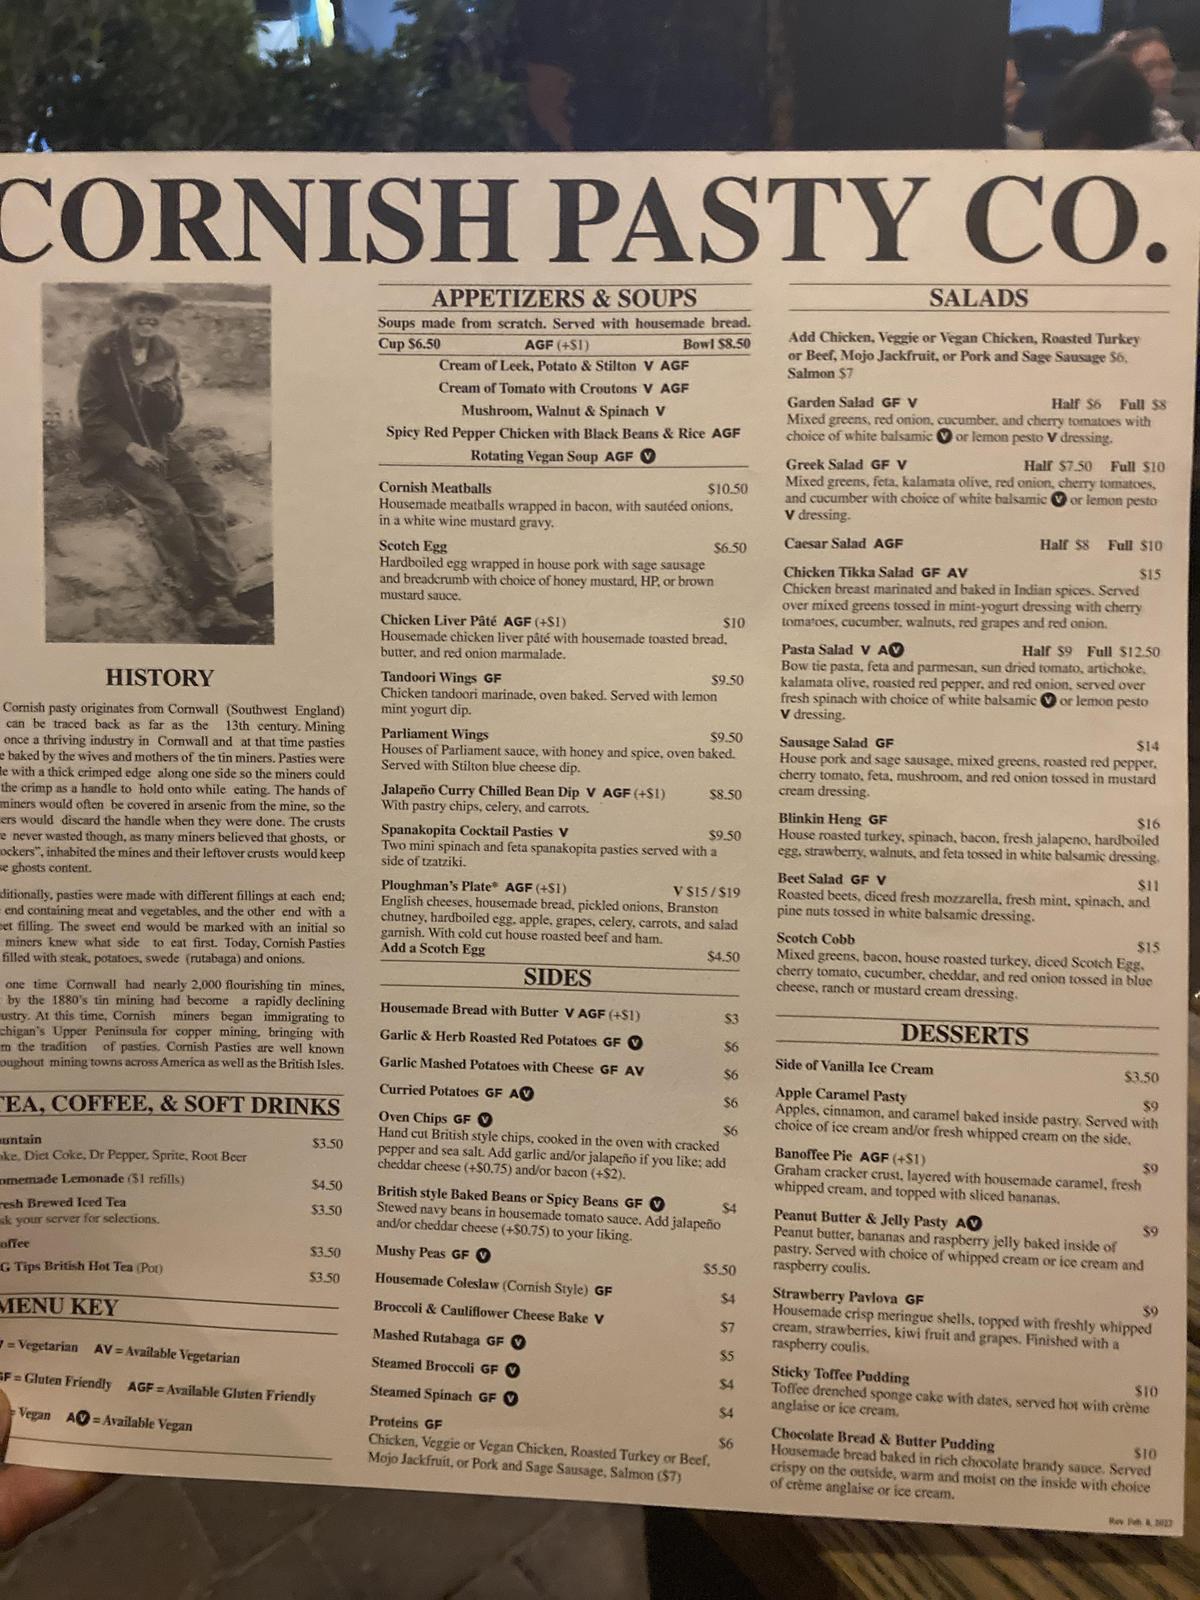 CORNISH PASTY CO.
HISTORY
Cornish pasty originates from Cornwall (Southwest England)
can be traced back as far as the 13th century. Mining
once a thriving industry in Cornwall and at that time pasties
baked by the wives and mothers of the tin miners. Pasties were
with a thick crimped edge along one side so the miners could
the crimp as a handle to hold onto while eating. The hands of
miners would often be covered in arsenic from the mine, so the
would discard the handle when they were done. The crusts
never wasted though, as many miners believed that ghosts, or
ockers", inhabited the mines and their leftover crusts would keep
ghosts content.
ditionally, pasties were made with different fillings at each end;
end containing meat and vegetables, and the other end with a
eet filling. The sweet end would be marked with an initial so
miners knew what side to eat first. Today, Cornish Pasties
filled with steak, potatoes, swede (rutabaga) and onions.
one time Cornwall had nearly 2,000 flourishing tin mines,
by the 1880's tin mining had become a rapidly declining
ustry. At this time, Cornish miners began immigrating to
chigan's Upper Peninsula for copper mining, bringing with
m the tradition of pasties. Cornish Pasties are well known
oughout mining towns across America as well as the British Isles.
TEA, COFFEE, & SOFT DRINKS
untain $3.50
ke, Diet Coke, Dr Pepper, Sprite, Root Beer
omemade Lemonade ($1 refills) $4.50
resh Brewed Iced Tea $3.50
sk your server for selections.
offee $3.50
G Tips British Hot Tea (Pot) $3.50
MENU KEY
V = Vegetarian AV = Available Vegetarian
GF = Gluten Friendly AGF = Available Gluten Friendly
= Vegan AV = Available Vegan
APPETIZERS & SOUPS
Soups made from scratch. Served with housemade bread.
Cup $6.50 AGF (+$1) Bowl $8.50
Cream of Leek, Potato & Stilton V AGF
Cream of Tomato with Croutons V AGF
Mushroom, Walnut & Spinach V
Spicy Red Pepper Chicken with Black Beans & Rice AGF
Rotating Vegan Soup AGF V
Cornish Meatballs $10.50
Housemade meatballs wrapped in bacon, with sautéed onions,
in a white wine mustard gravy.
Scotch Egg $6.50
Hardboiled egg wrapped in house pork with sage sausage
and breadcrumb with choice of honey mustard, HP, or brown
mustard sauce.
Chicken Liver Pâté AGF (+$1) $10
Housemade chicken liver pâté with housemade toasted bread,
butter, and red onion marmalade.
Tandoori Wings GF $9.50
Chicken tandoori marinade, oven baked. Served with lemon
mint yogurt dip.
Parliament Wings $9.50
Houses of Parliament sauce, with honey and spice, oven baked.
Served with Stilton blue cheese dip.
Jalapeño Curry Chilled Bean Dip V AGF (+$1) $8.50
With pastry chips, celery, and carrots.
Spanakopita Cocktail Pasties V $9.50
Two mini spinach and feta spanakopita pasties served with a
side of tzatziki.
Ploughman's Plate* AGF (+$1) V $15 / $19
English cheeses, housemade bread, pickled onions, Branston
chutney, hardboiled egg, apple, grapes, celery, carrots, and salad
garnish. With cold cut house roasted beef and ham.
Add a Scotch Egg $4.50
SIDES
Housemade Bread with Butter V AGF (+$1) $3
Garlic & Herb Roasted Red Potatoes GF V $6
Garlic Mashed Potatoes with Cheese GF AV $6
Curried Potatoes GF AV $6
Oven Chips GF V $6
Hand cut British style chips, cooked in the oven with cracked
pepper and sea salt. Add garlic and/or jalapeño if you like; add
cheddar cheese (+$0.75) and/or bacon (+$2).
British style Baked Beans or Spicy Beans GF V $4
Stewed navy beans in housemade tomato sauce. Add jalapeño
and/or cheddar cheese (+$0.75) to your liking.
Mushy Peas GF V $5.50
Housemade Coleslaw (Cornish Style) GF $4
Broccoli & Cauliflower Cheese Bake V $7
Mashed Rutabaga GF V $5
Steamed Broccoli GF V $4
Steamed Spinach GF V $4
Proteins GF $6
Chicken, Veggie or Vegan Chicken, Roasted Turkey or Beef,
Mojo Jackfruit, or Pork and Sage Sausage, Salmon ($7)
SALADS
Add Chicken, Veggie or Vegan Chicken, Roasted Turkey
or Beef, Mojo Jackfruit, or Pork and Sage Sausage $6,
Salmon $7
Garden Salad GF V Half $6 Full $8
Mixed greens, red onion, cucumber, and cherry tomatoes with
choice of white balsamic V or lemon pesto V dressing.
Greek Salad GF V Half $7.50 Full $10
Mixed greens, feta, kalamata olive, red onion, cherry tomatoes,
and cucumber with choice of white balsamic V or lemon pesto
V dressing.
Caesar Salad AGF Half $8 Full $10
Chicken Tikka Salad GF AV $15
Chicken breast marinated and baked in Indian spices. Served
over mixed greens tossed in mint-yogurt dressing with cherry
tomatoes, cucumber, walnuts, red grapes and red onion.
Pasta Salad V AV Half $9 Full $12.50
Bow tie pasta, feta and parmesan, sun dried tomato, artichoke,
kalamata olive, roasted red pepper, and red onion, served over
fresh spinach with choice of white balsamic V or lemon pesto
V dressing.
Sausage Salad GF $14
House pork and sage sausage, mixed greens, roasted red pepper,
cherry tomato, feta, mushroom, and red onion tossed in mustard
cream dressing.
Blinkin Heng GF $16
House roasted turkey, spinach, bacon, fresh jalapeno, hardboiled
egg, strawberry, walnuts, and feta tossed in white balsamic dressing.
Beet Salad GF V $11
Roasted beets, diced fresh mozzarella, fresh mint, spinach, and
pine nuts tossed in white balsamic dressing.
Scotch Cobb $15
Mixed greens, bacon, house roasted turkey, diced Scotch Egg,
cherry tomato, cucumber, cheddar, and red onion tossed in blue
cheese, ranch or mustard cream dressing.
DESSERTS
Side of Vanilla Ice Cream $3.50
Apple Caramel Pasty $9
Apples, cinnamon, and caramel baked inside pastry. Served with
choice of ice cream and/or fresh whipped cream on the side.
Banoffee Pie AGF (+$1) $9
Graham cracker crust, layered with housemade caramel, fresh
whipped cream, and topped with sliced bananas.
Peanut Butter & Jelly Pasty AV $9
Peanut butter, bananas and raspberry jelly baked inside of
pastry. Served with choice of whipped cream or ice cream and
raspberry coulis.
Strawberry Pavlova GF $9
Housemade crisp meringue shells, topped with freshly whipped
cream, strawberries, kiwi fruit and grapes. Finished with a
raspberry coulis.
Sticky Toffee Pudding $10
Toffee drenched sponge cake with dates, served hot with crème
anglaise or ice cream.
Chocolate Bread & Butter Pudding $10
Housemade bread baked in rich chocolate brandy sauce. Served
crispy on the outside, warm and moist on the inside with choice
of crème anglaise or ice cream.
Rev. Feb. 8,